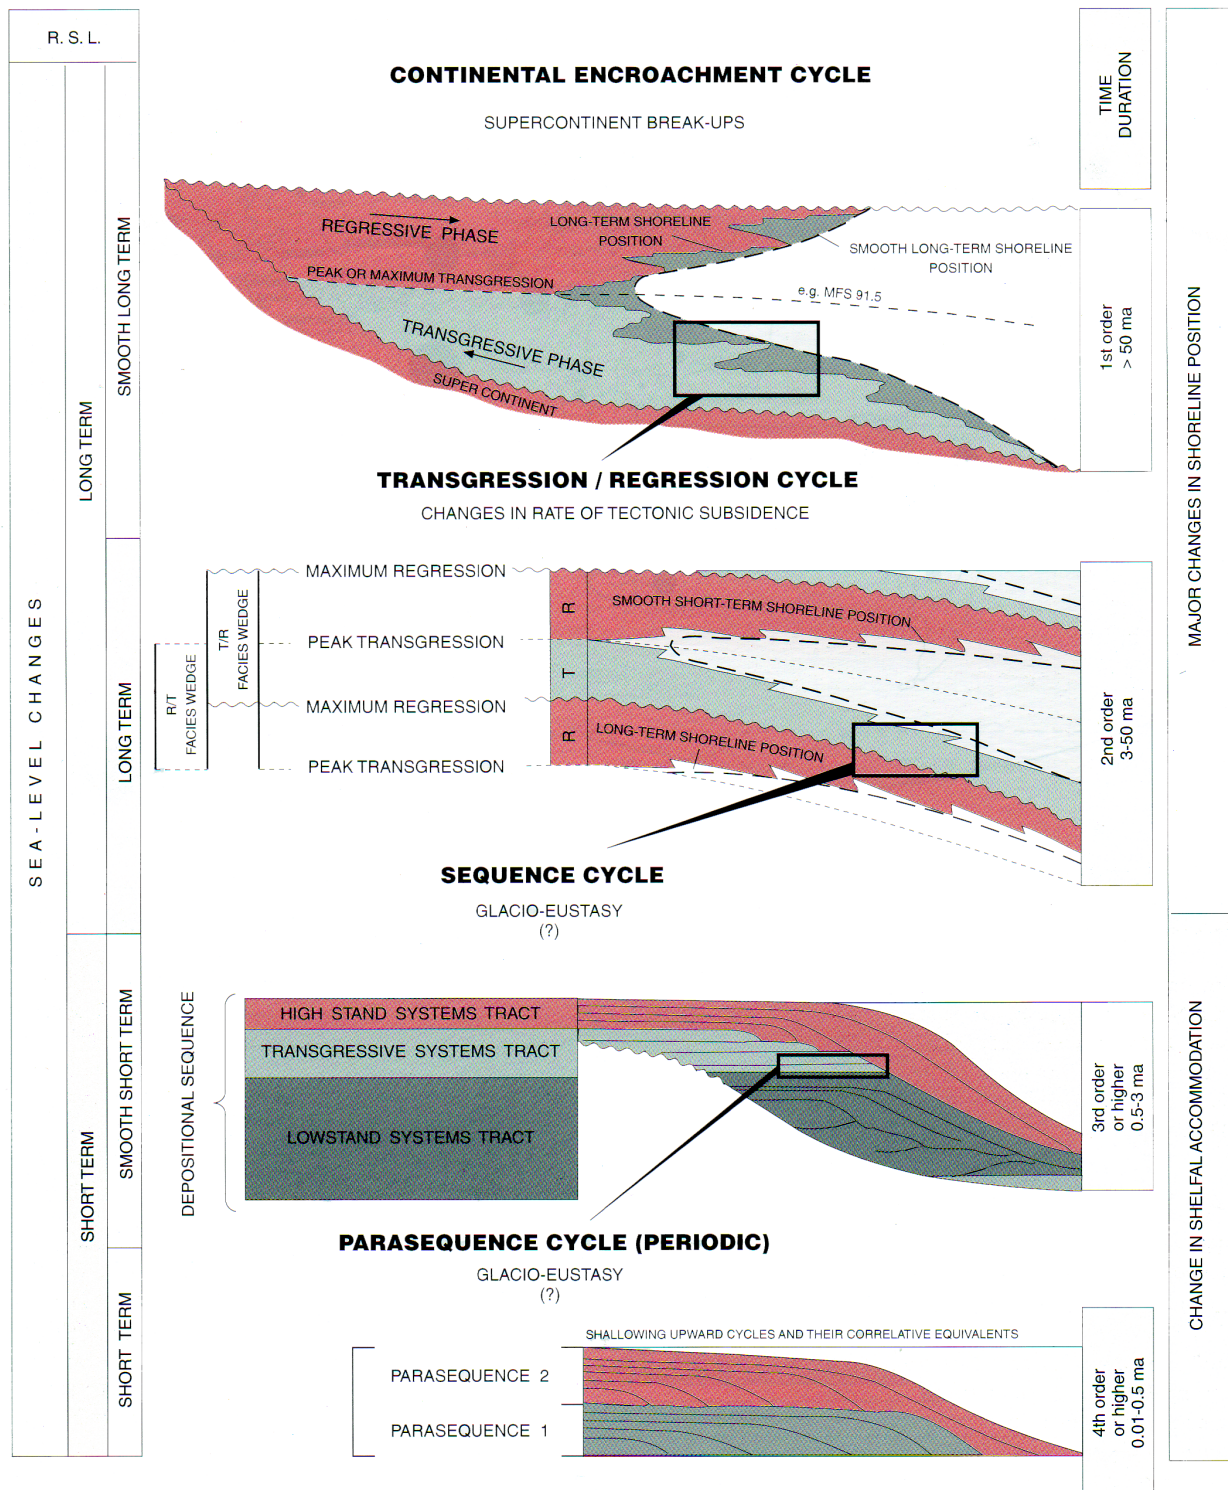 R. S. L.
CONTINENTAL ENCROACHMENT CYCLE
SUPERCONTINENT BREAK-UPS
TIME
DURATION
REGRESSIVE PHASE
LONG-TERM SHORELINE
POSITION
SMOOTH LONG-TERM SHORELINE
POSITION
PEAK OR MAXIMUM TRANSGRESSION
e.g. MFS 91.5
TRANSGRESSIVE PHASE
SUPER CONTINENT
1st order
> 50 ma
SMOOTH LONG TERM
LONG TERM
MAJOR CHANGES IN SHORELINE POSITION
TRANSGRESSION / REGRESSION CYCLE
CHANGES IN RATE OF TECTONIC SUBSIDENCE
MAXIMUM REGRESSION
PEAK TRANSGRESSION
MAXIMUM REGRESSION
PEAK TRANSGRESSION
T/R
FACIES WEDGE
R/T
FACIES WEDGE
R
T
R
SMOOTH SHORT-TERM SHORELINE POSITION
LONG-TERM SHORELINE POSITION
2nd order
3-50 ma
LONG TERM
SEA-LEVEL CHANGES
SEQUENCE CYCLE
GLACIO-EUSTASY
(?)
DEPOSITIONAL SEQUENCE
HIGH STAND SYSTEMS TRACT
TRANSGRESSIVE SYSTEMS TRACT
LOWSTAND SYSTEMS TRACT
3rd order
or higher
0.5-3 ma
SMOOTH SHORT TERM
SHORT TERM
CHANGE IN SHELFAL ACCOMMODATION
PARASEQUENCE CYCLE (PERIODIC)
GLACIO-EUSTASY
(?)
SHALLOWING UPWARD CYCLES AND THEIR CORRELATIVE EQUIVALENTS
PARASEQUENCE 2
PARASEQUENCE 1
SHORT TERM
4th order
or higher
0.01-0.5 ma